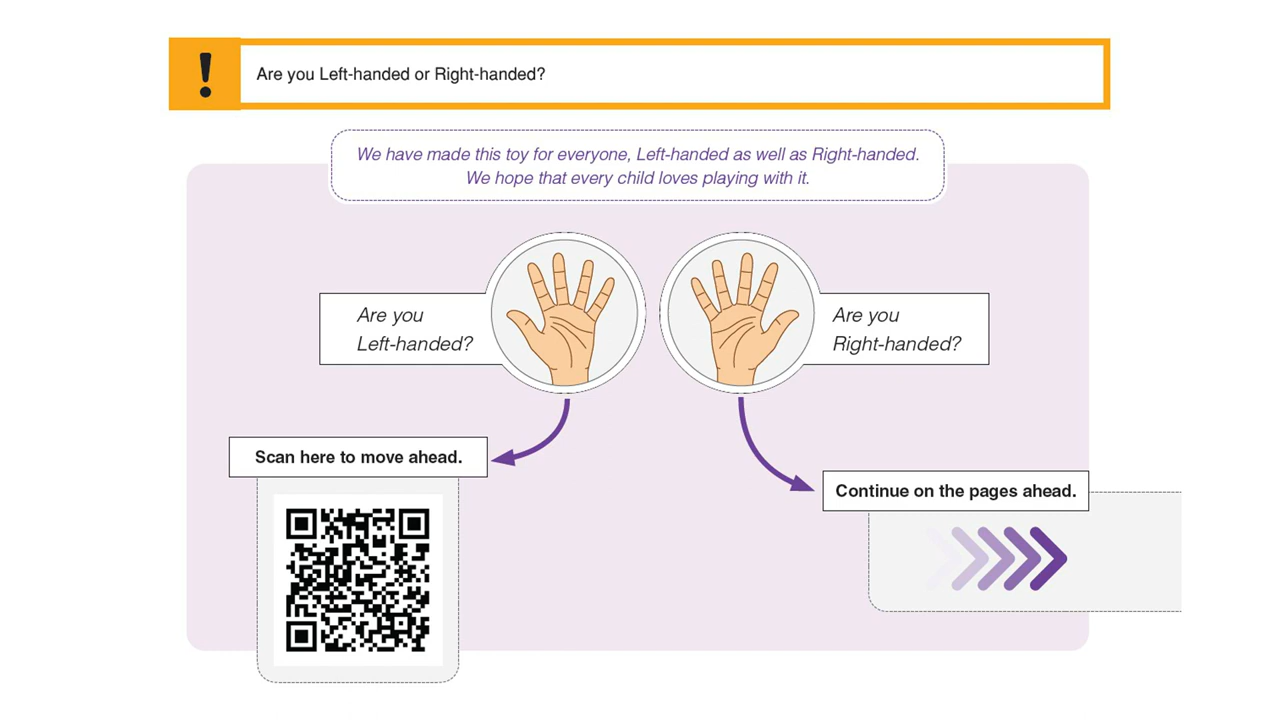 Are you Left-handed or Right-handed?
We have made this toy for everyone, Left-handed as well as Right-handed.
We hope that every child loves playing with it.
Are you
Left-handed?
Are you
Right-handed?
Scan here to move ahead.
Continue on the pages ahead.